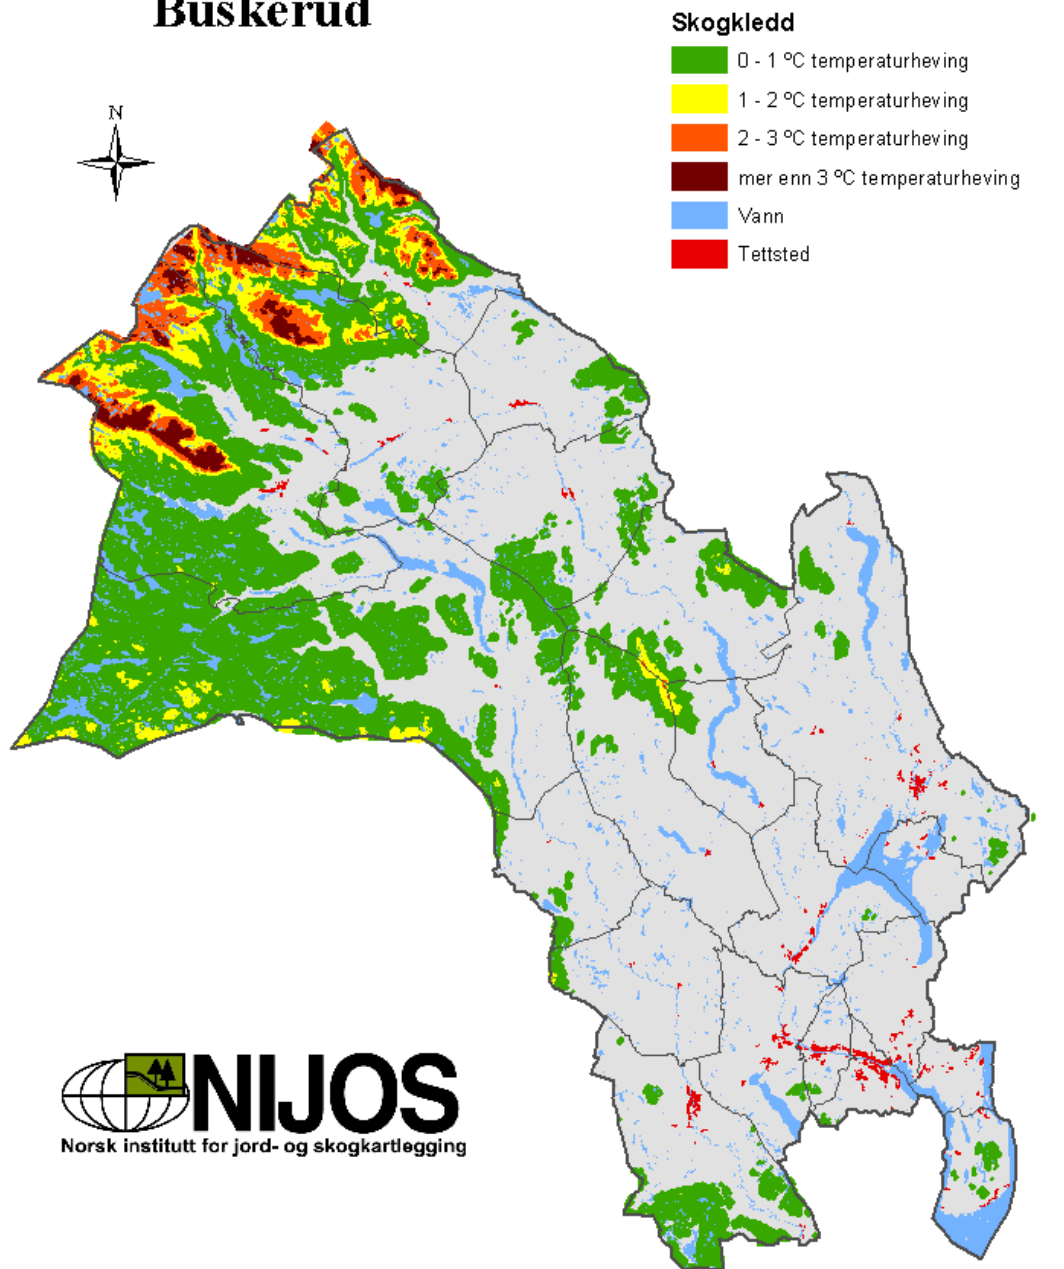 Buskerud
Skogkledd
0 - 1 ºC temperaturheving
1 - 2 ºC temperaturheving
2 - 3 ºC temperaturheving
mer enn 3 ºC temperaturheving
Vann
Tettsted
N
NIJOS
Norsk institutt for jord- og skogkartlegging